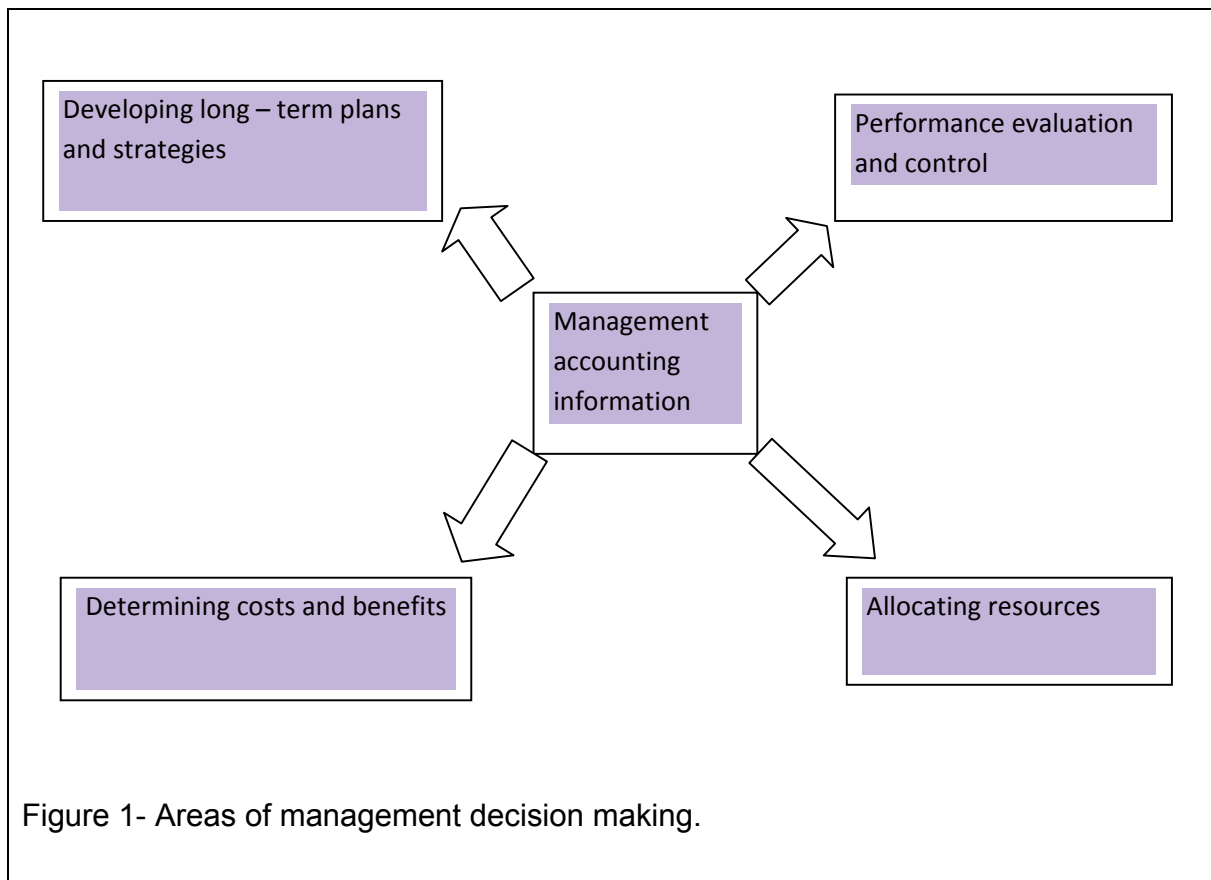 Developing long – term plans
and strategies
Performance evaluation
and control
Management
accounting
information
Determining costs and benefits
Allocating resources
Figure 1- Areas of management decision making.